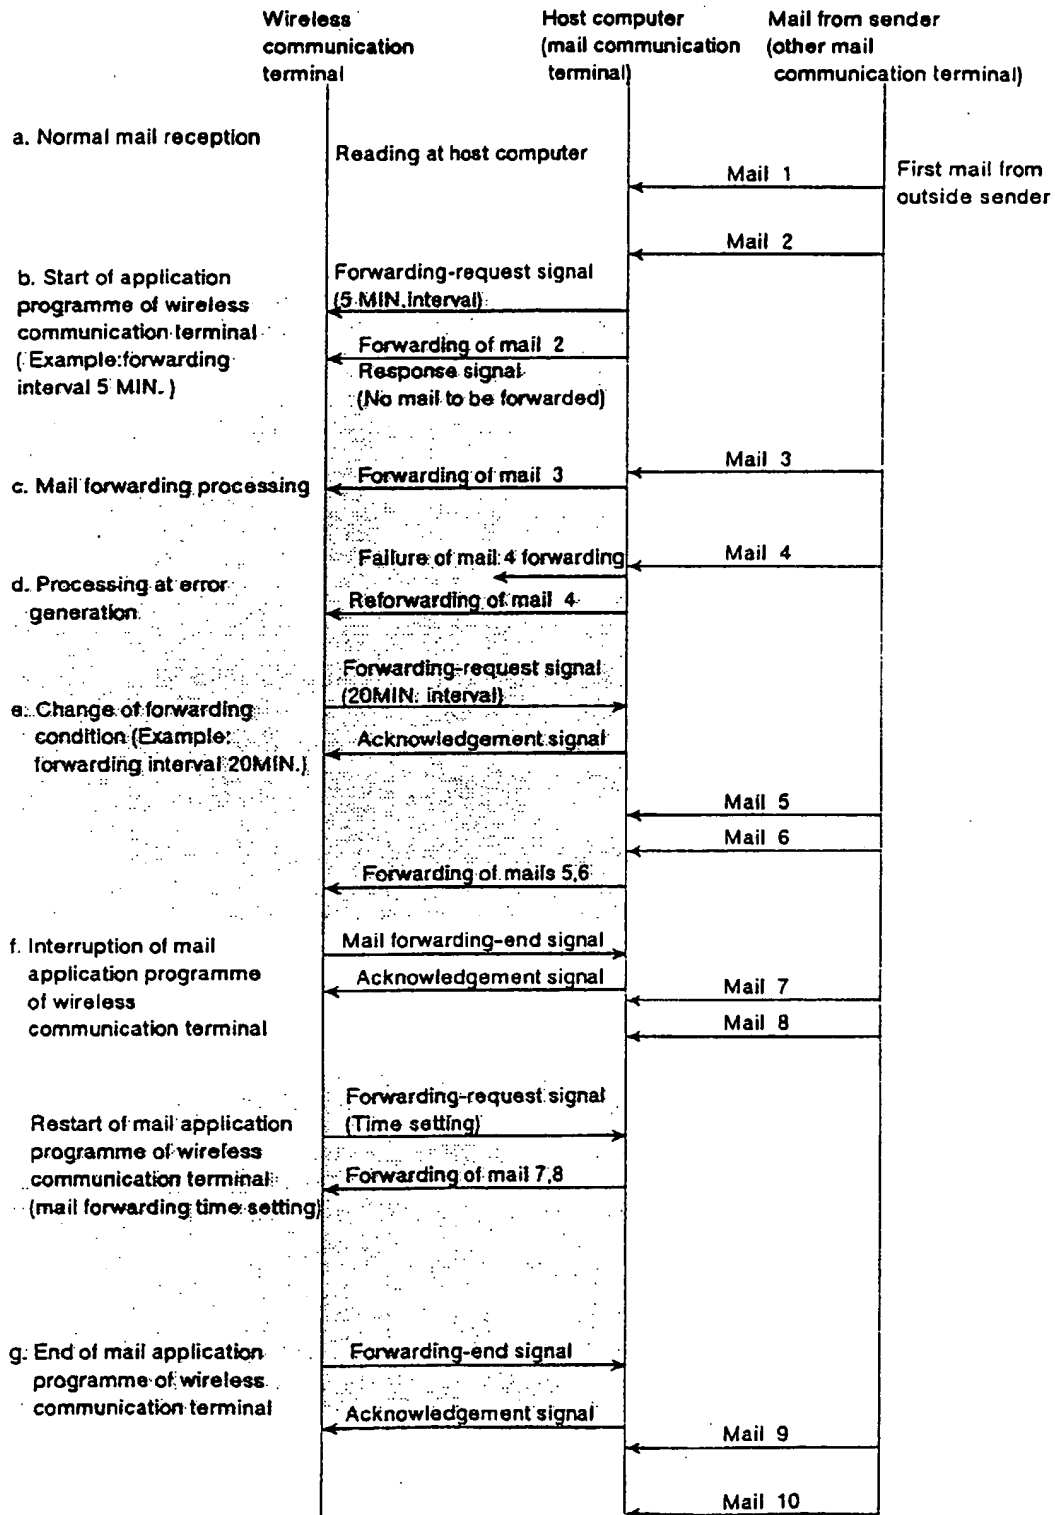 Wireless
communication
terminal
Host computer
(mail communication
terminal)
Mail from sender
(other mail
communication terminal)
a. Normal mail reception
Reading at host computer
Mail 1
First mail from
outside sender
Mail 2
b. Start of application
programme of wireless
communication terminal
(Example:forwarding
interval 5 MIN.)
Forwarding-request signal
(5 MIN.interval)
Forwarding of mail 2
Response signal
(No mail to be forwarded)
Mail 3
c. Mail forwarding processing
Forwarding of mail 3
Mail 4
Failure of mail 4 forwarding
d. Processing at error
generation
Reforwarding of mail 4
Forwarding-request signal
(20MIN. interval)
e. Change of forwarding
condition (Example:
forwarding interval 20MIN.)
Acknowledgement signal
Mail 5
Mail 6
Forwarding of mails 5,6
f. Interruption of mail
application programme
of wireless
communication terminal
Mail forwarding-end signal
Acknowledgement signal
Mail 7
Mail 8
Forwarding-request signal
(Time setting)
Restart of mail application
programme of wireless
communication terminal
(mail forwarding time setting)
Forwarding of mail 7,8
g. End of mail application
programme of wireless
communication terminal
Forwarding-end signal
Acknowledgement signal
Mail 9
Mail 10